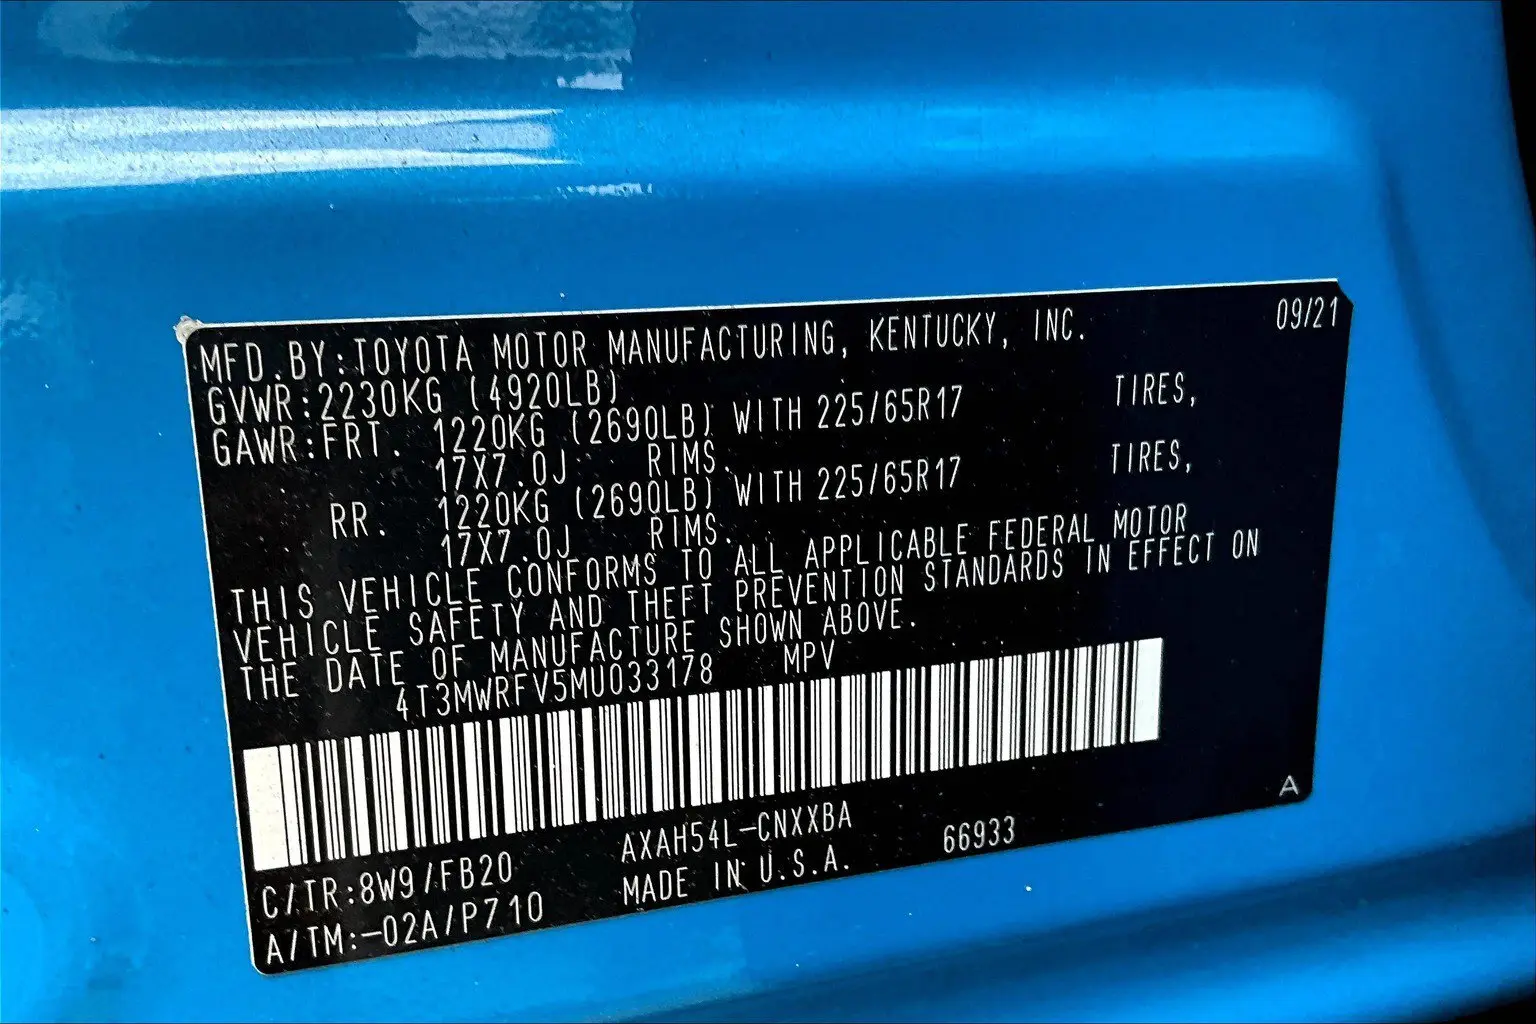 MFD.BY:TOYOTA MOTOR MANUFACTURING, KENTUCKY, INC. 09/21
GVWR:2230KG (4920LB)
GAWR:FRT. 1220KG (2690LB) WITH 225/65R17 TIRES,
17X7.0J RIMS.
RR. 1220KG (2690LB) WITH 225/65R17 TIRES,
17X7.0J RIMS.
THIS VEHICLE CONFORMS TO ALL APPLICABLE FEDERAL MOTOR
VEHICLE SAFETY AND THEFT PREVENTION STANDARDS IN EFFECT ON
THE DATE OF MANUFACTURE SHOWN ABOVE.
4T3MWRFV5MU033178 MPV
C/TR:8W9/FB20 AXAH54L-CNXXBA 66933 A
A/TM:-02A/P710 MADE IN U.S.A.